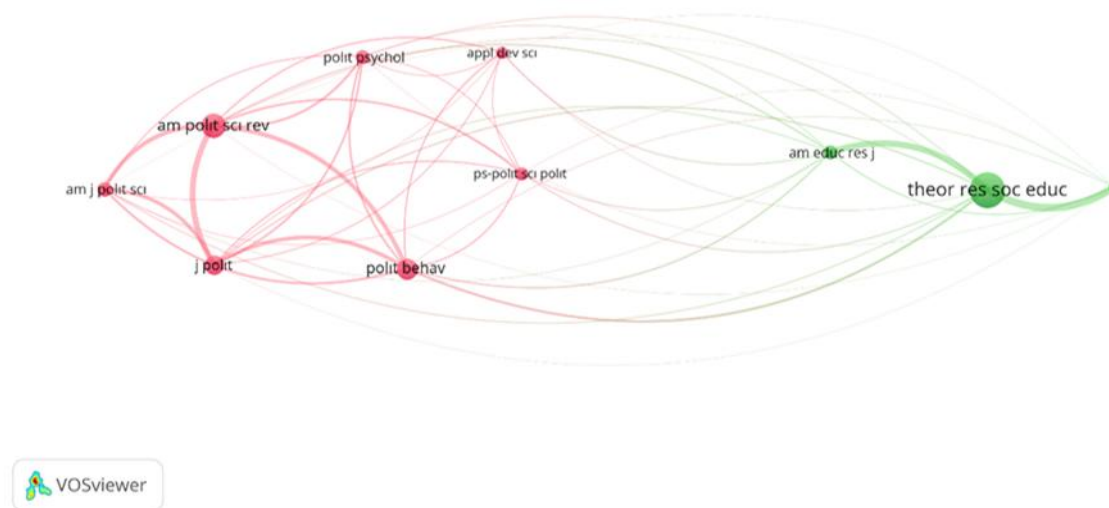 appl dev sci
polit psychol
am polit sci rev
am educ res j
ps-polit sci polit
am j polit sci
theor res soc educ
j polit
polit behav
VOSviewer